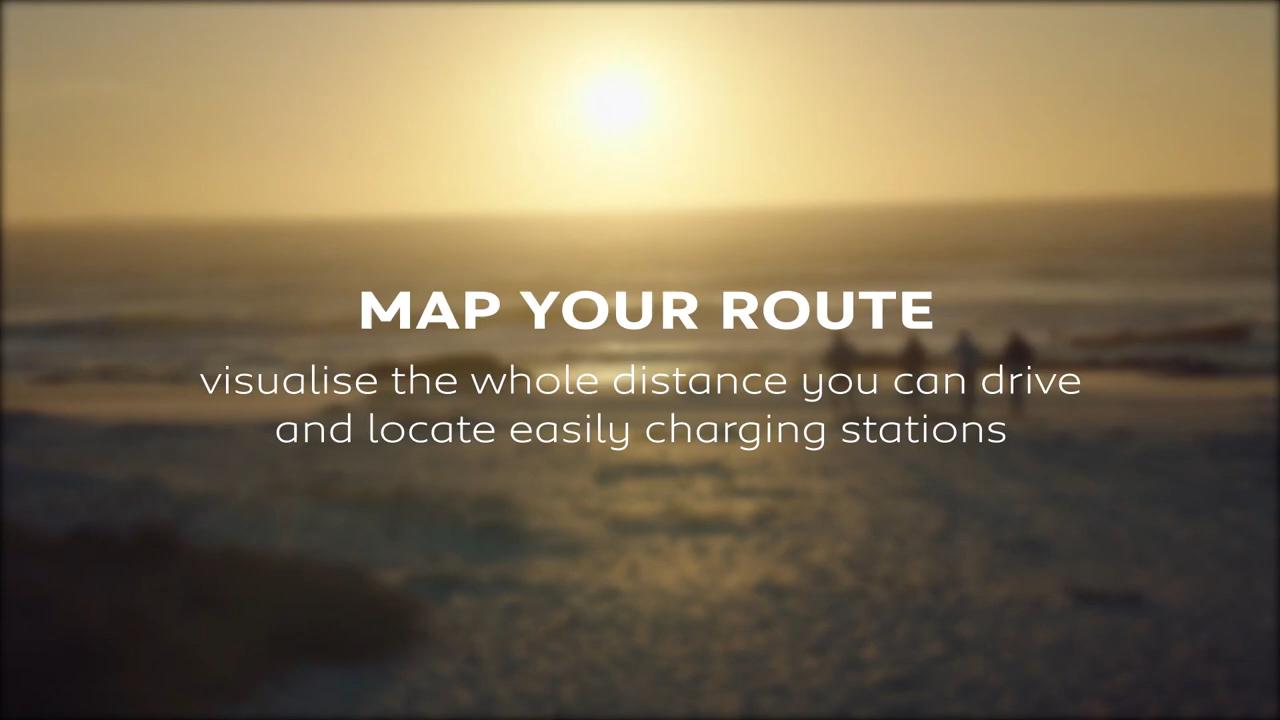 MAP YOUR ROUTE
visualise the whole distance you can drive
and locate easily charging stations